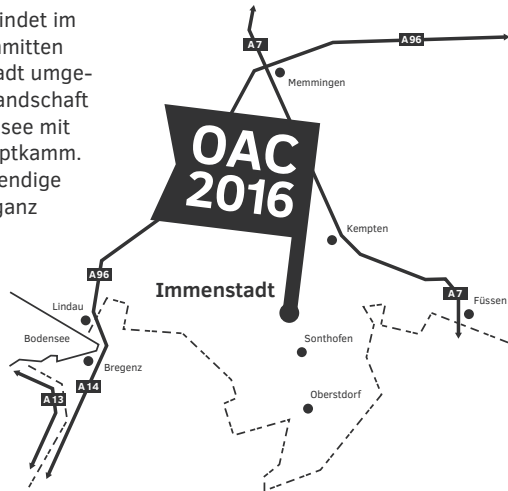 indet im
mitten
adt umge-
andschaft
see mit
ptkamm.
endige
ganz
A7
A96
Memmingen
OAC
2016
Kempten
A96
Immenstadt
Lindau
A7
Füssen
Bodensee
Sonthofen
Bregenz
A13
A14
Oberstdorf